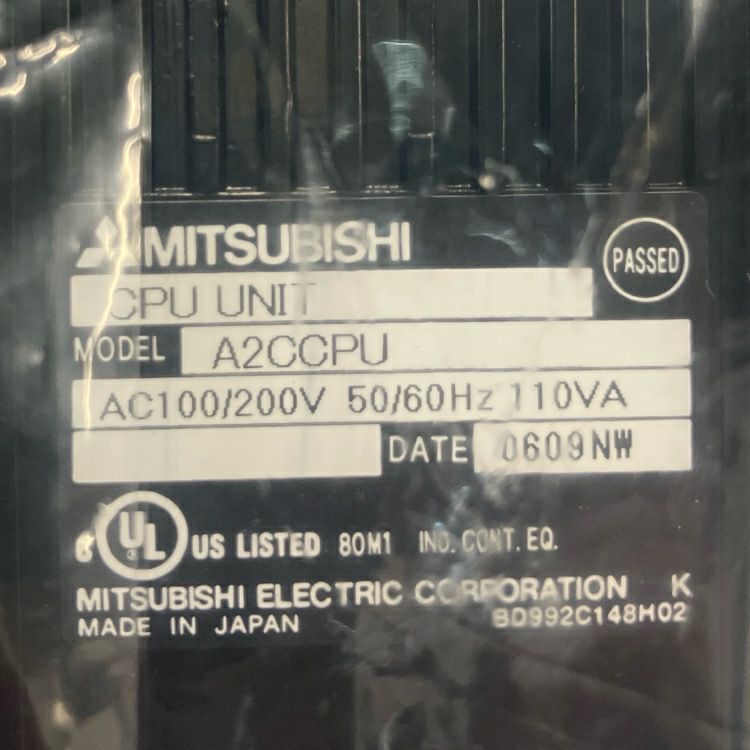 MITSUBISHI
PASSED
CPU UNIT
MODEL A2CCPU
AC100/200V 50/60Hz 110VA
DATE 0609NW
c UL US LISTED 80M1 IND. CONT. EQ.
MITSUBISHI ELECTRIC CORPORATION K
MADE IN JAPAN BD992C148H02